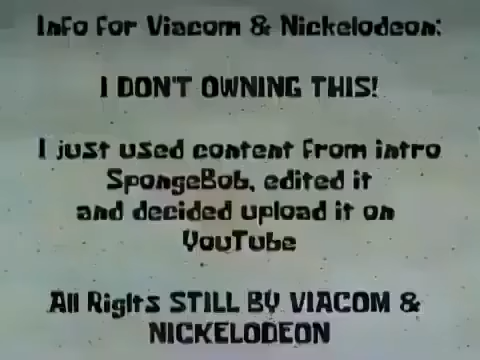 Info for Viacom & Nickelodeon:
I DON'T OWNING THIS!
I just used content from intro
SpongeBob, edited it
and decided upload it on
YouTube
All Riglts STILL BY VIACOM &
NICKELODEON